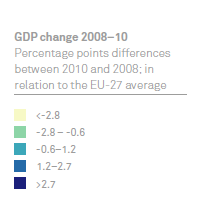 GDP change 2008–10
Percentage points differences
between 2010 and 2008; in
relation to the EU-27 average
<-2.8
-2.8 – -0.6
-0.6–1.2
1.2–2.7
>2.7